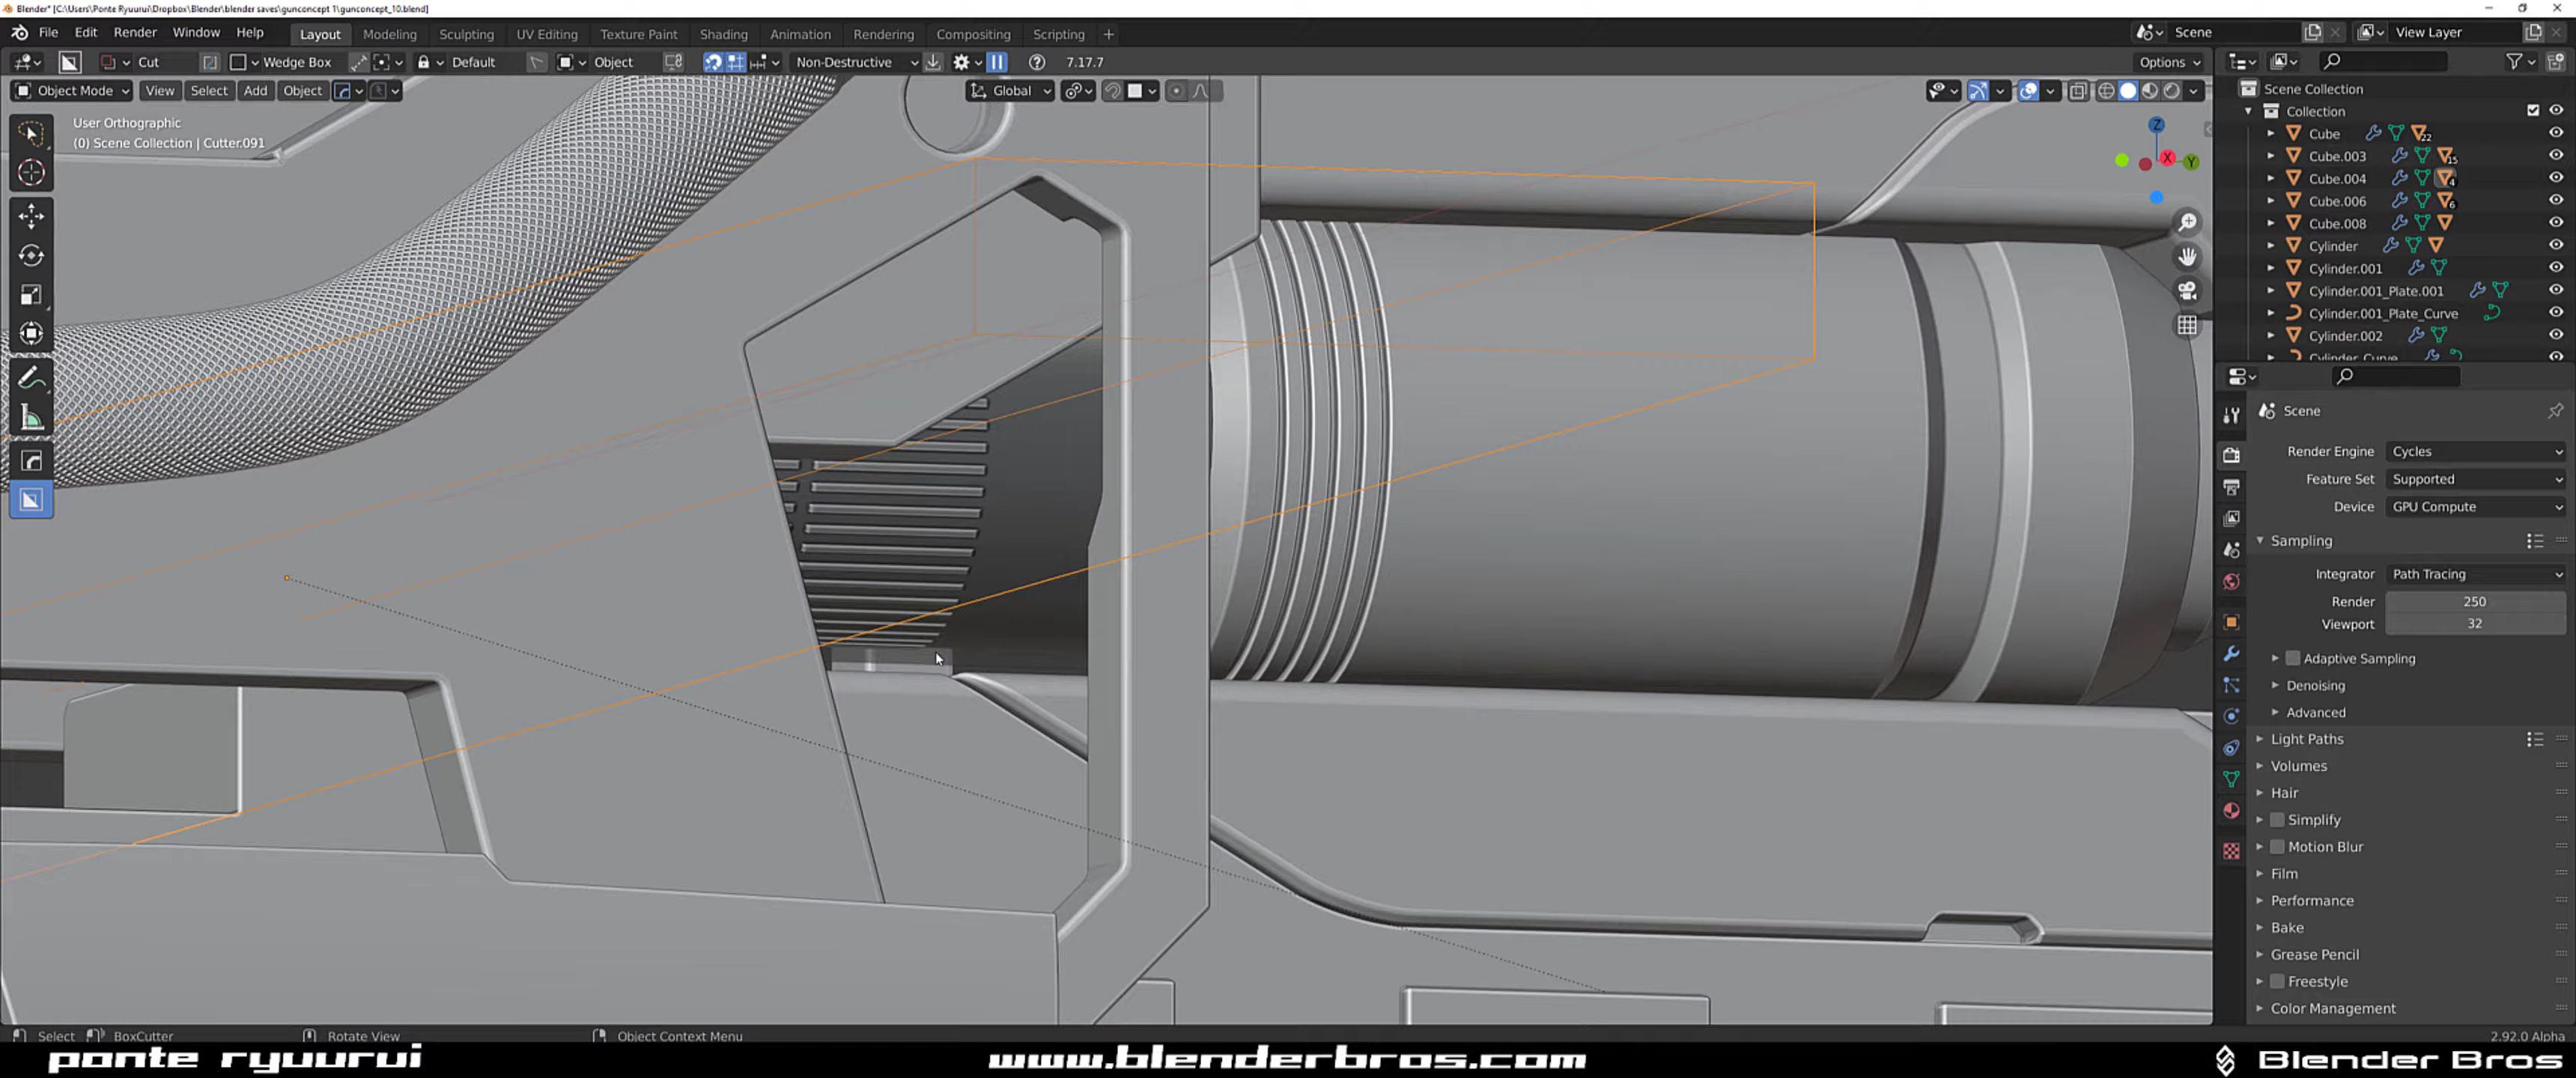 Blender* [C:\Users\Ponte Ryuurui\Dropbox\Blender\blender saves\gunconcept 1\gunconcept_10.blend]
File Edit Render Window Help Layout Modeling Sculpting UV Editing Texture Paint Shading Animation Rendering Compositing Scripting + Scene View Layer
Cut Wedge Box Default Object Non-Destructive 7.17.7 Options
Object Mode View Select Add Object Global
User Orthographic
(0) Scene Collection | Cutter.091
Z
X
Y
Scene Collection
Collection
Cube 22
Cube.003 15
Cube.004 4
Cube.006 6
Cube.008
Cylinder
Cylinder.001
Cylinder.001_Plate.001
Cylinder.001_Plate_Curve
Cylinder.002
Cylinder_Curve
Scene
Render Engine Cycles
Feature Set Supported
Device GPU Compute
Sampling
Integrator Path Tracing
Render 250
Viewport 32
Adaptive Sampling
Denoising
Advanced
Light Paths
Volumes
Hair
Simplify
Motion Blur
Film
Performance
Bake
Grease Pencil
Freestyle
Color Management
Select BoxCutter Rotate View Object Context Menu 2.92.0 Alpha
ponte ryuurui www.blenderbros.com Blender Bros